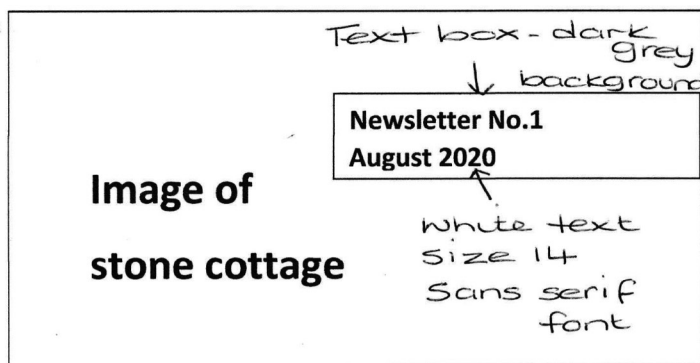 Text box - dark
grey
background
Newsletter No.1
August 2020
Image of
stone cottage
white text
size 14
Sans serif
font